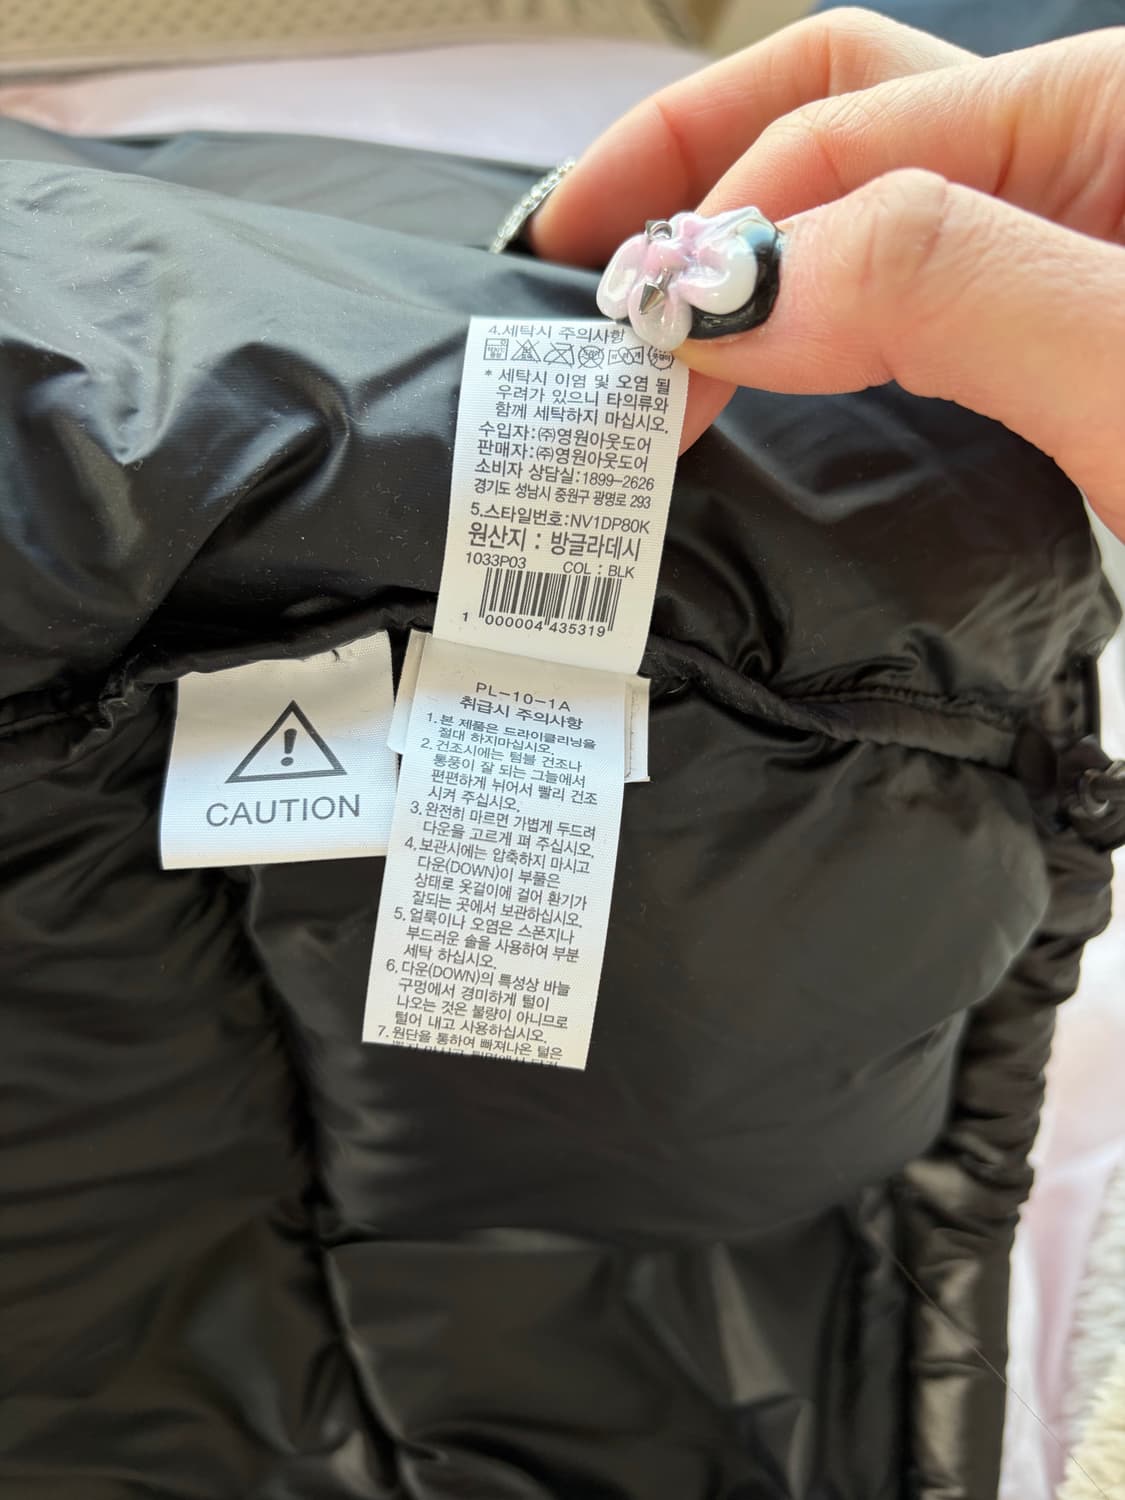 4.세탁시 주의사항
* 세탁시 이염 및 오염 될
우려가 있으니 타의류와
함께 세탁하지 마십시오.
수입자:㈜영원아웃도어
판매자:㈜영원아웃도어
소비자 상담실:1899-2626
경기도 성남시 중원구 광명로 293
5.스타일번호:NV1DP80K
원산지 : 방글라데시
1033P03 COL : BLK
1 000004 435319
CAUTION
PL-10-1A
취급시 주의사항
1. 본 제품은 드라이클리닝을
절대 하지마십시오.
2. 건조시에는 텀블 건조나
통풍이 잘 되는 그늘에서
편편하게 뉘어서 빨리 건조
시켜 주십시오.
3. 완전히 마르면 가볍게 두드려
다운을 고르게 펴 주십시오.
4. 보관시에는 압축하지 마시고
다운(DOWN)이 부풀은
상태로 옷걸이에 걸어 환기가
잘되는 곳에서 보관하십시오.
5. 얼룩이나 오염은 스폰지나
부드러운 솔을 사용하여 부분
세탁 하십시오.
6. 다운(DOWN)의 특성상 바늘
구멍에서 경미하게 털이
나오는 것은 불량이 아니므로
털어 내고 사용하십시오.
7. 원단을 통하여 빠져나온 털은